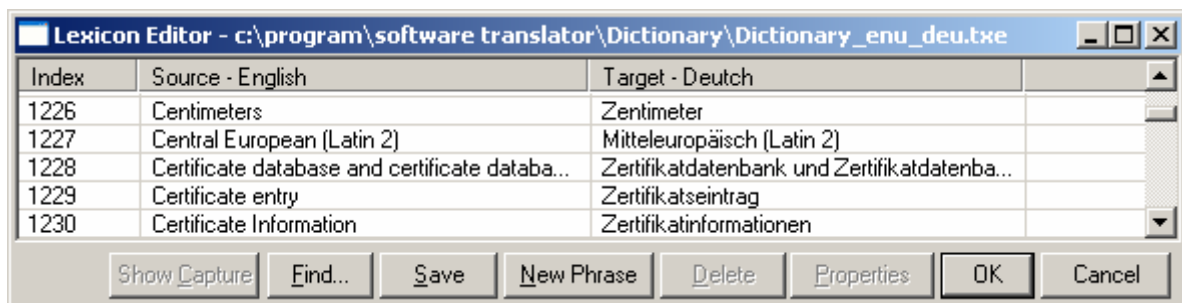 Lexicon Editor - c:\program\software translator\Dictionary\Dictionary_enu_deu.txe
Index Source - English Target - Deutch
1226 Centimeters Zentimeter
1227 Central European (Latin 2) Mitteleuropäisch (Latin 2)
1228 Certificate database and certificate databa... Zertifikatdatenbank und Zertifikatdatenba...
1229 Certificate entry Zertifikatseintrag
1230 Certificate Information Zertifikatinformationen
Show Capture Find... Save New Phrase Delete Properties OK Cancel